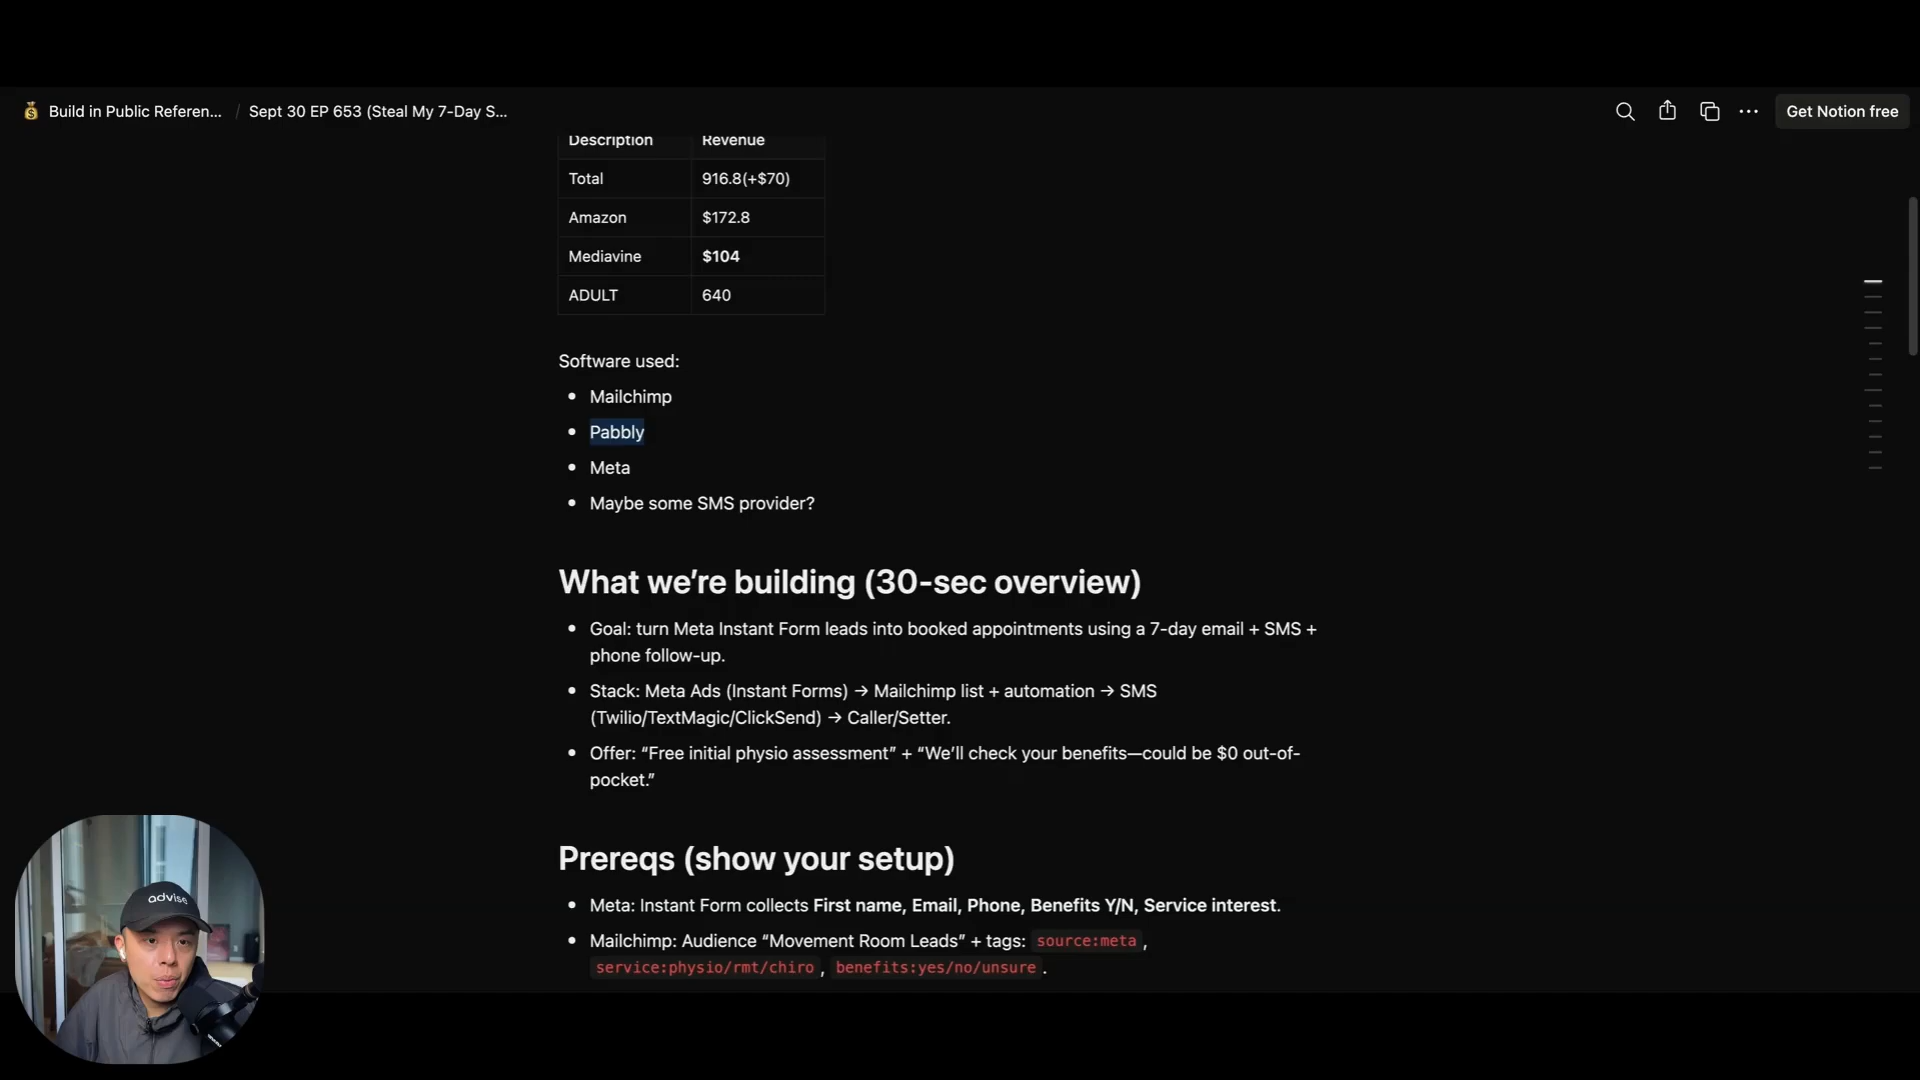 Build in Public Referen... / Sept 30 EP 653 (Steal My 7-Day S...
Get Notion free
Description Revenue
Total 916.8(+$70)
Amazon $172.8
Mediavine $104
ADULT 640
Software used:
• Mailchimp
• Pabbly
• Meta
• Maybe some SMS provider?
What we’re building (30-sec overview)
• Goal: turn Meta Instant Form leads into booked appointments using a 7-day email + SMS +
phone follow-up.
• Stack: Meta Ads (Instant Forms) → Mailchimp list + automation → SMS
(Twilio/TextMagic/ClickSend) → Caller/Setter.
• Offer: “Free initial physio assessment” + “We’ll check your benefits—could be $0 out-of-
pocket.”
Prereqs (show your setup)
• Meta: Instant Form collects First name, Email, Phone, Benefits Y/N, Service interest.
• Mailchimp: Audience “Movement Room Leads” + tags: source:meta ,
service:physio/rmt/chiro , benefits:yes/no/unsure .
advise